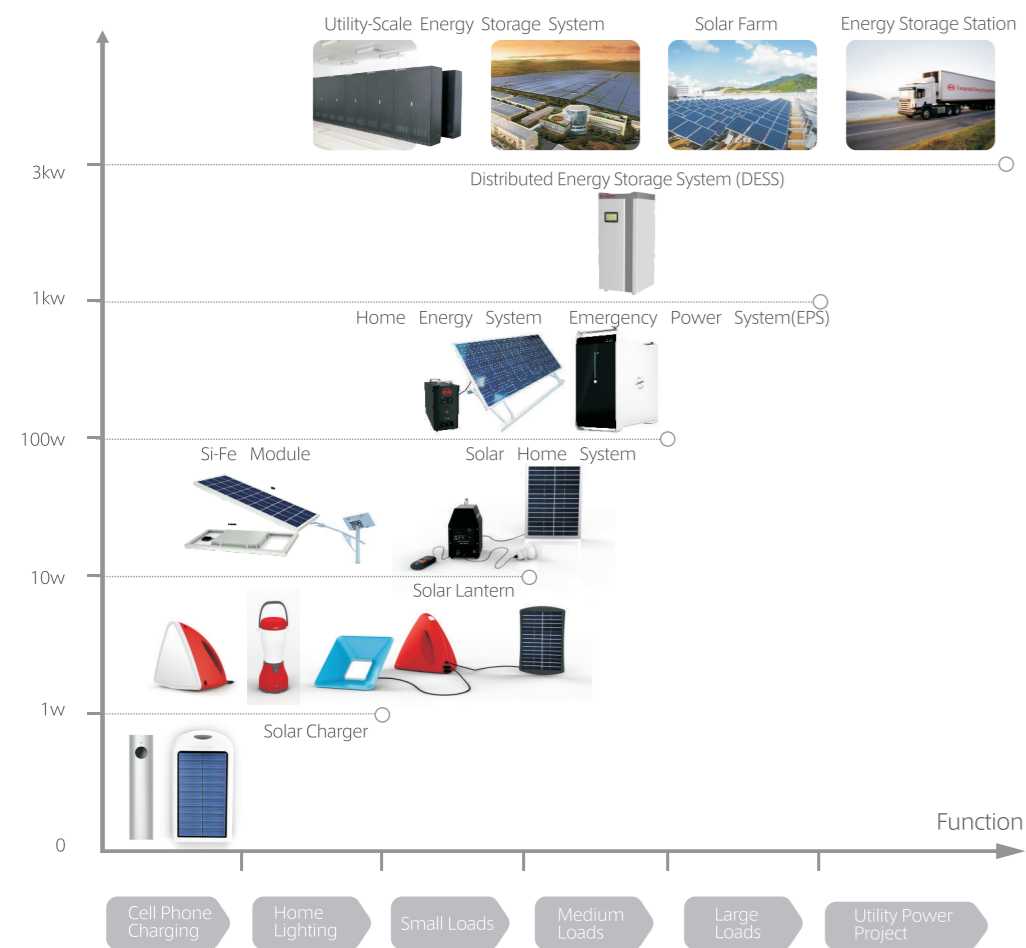 Utility-Scale Energy Storage System
Solar Farm
Energy Storage Station
3kw
Distributed Energy Storage System (DESS)
1kw
Home Energy System
Emergency Power System(EPS)
100w
Si-Fe Module
Solar Home System
10w
Solar Lantern
1w
Solar Charger
Function
0
Cell Phone
Charging
Home
Lighting
Small Loads
Medium
Loads
Large
Loads
Utility Power
Project